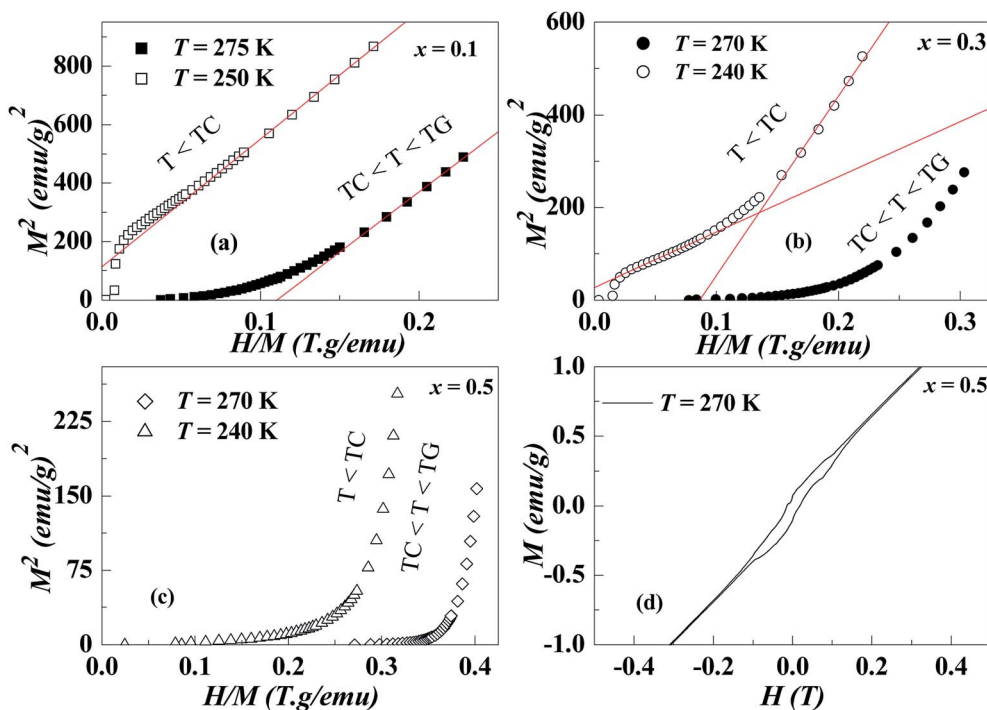 ■ T = 275 K
□ T = 250 K
x = 0.1
T < TC
TC < T < TG
(a)
M² (emu/g)²
0
200
400
600
800
0.0
0.1
0.2
H/M (T.g/emu)
● T = 270 K
○ T = 240 K
x = 0.3
T < TC
TC < T < TG
(b)
M² (emu/g)²
0
200
400
600
0.0
0.1
0.2
0.3
H/M (T.g/emu)
◇ T = 270 K
△ T = 240 K
x = 0.5
T < TC
TC < T < TG
(c)
M² (emu/g)²
0
75
150
225
0.0
0.1
0.2
0.3
0.4
H/M (T.g/emu)
T = 270 K
x = 0.5
(d)
M (emu/g)
1.0
0.5
0.0
-0.5
-1.0
-0.4
-0.2
0.0
0.2
0.4
H (T)